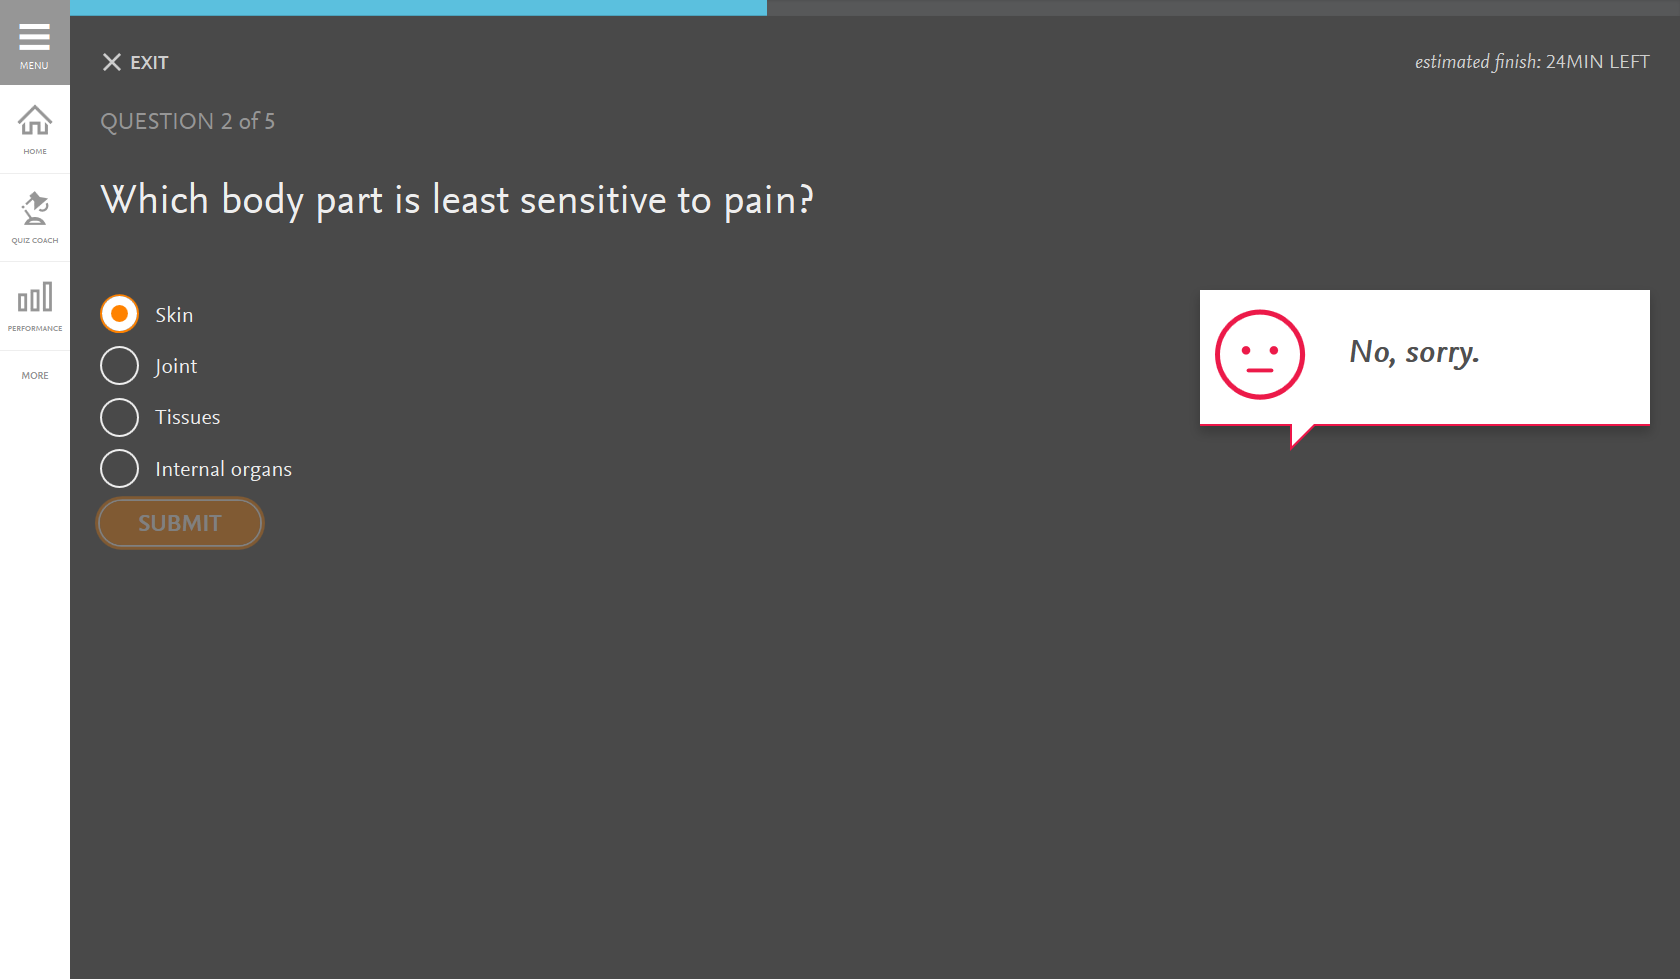 MENU
EXIT
estimated finish: 24MIN LEFT
QUESTION 2 of 5
HOME
Which body part is least sensitive to pain?
QUIZ COACH
PERFORMANCE
MORE
Skin
Joint
Tissues
Internal organs
SUBMIT
No, sorry.